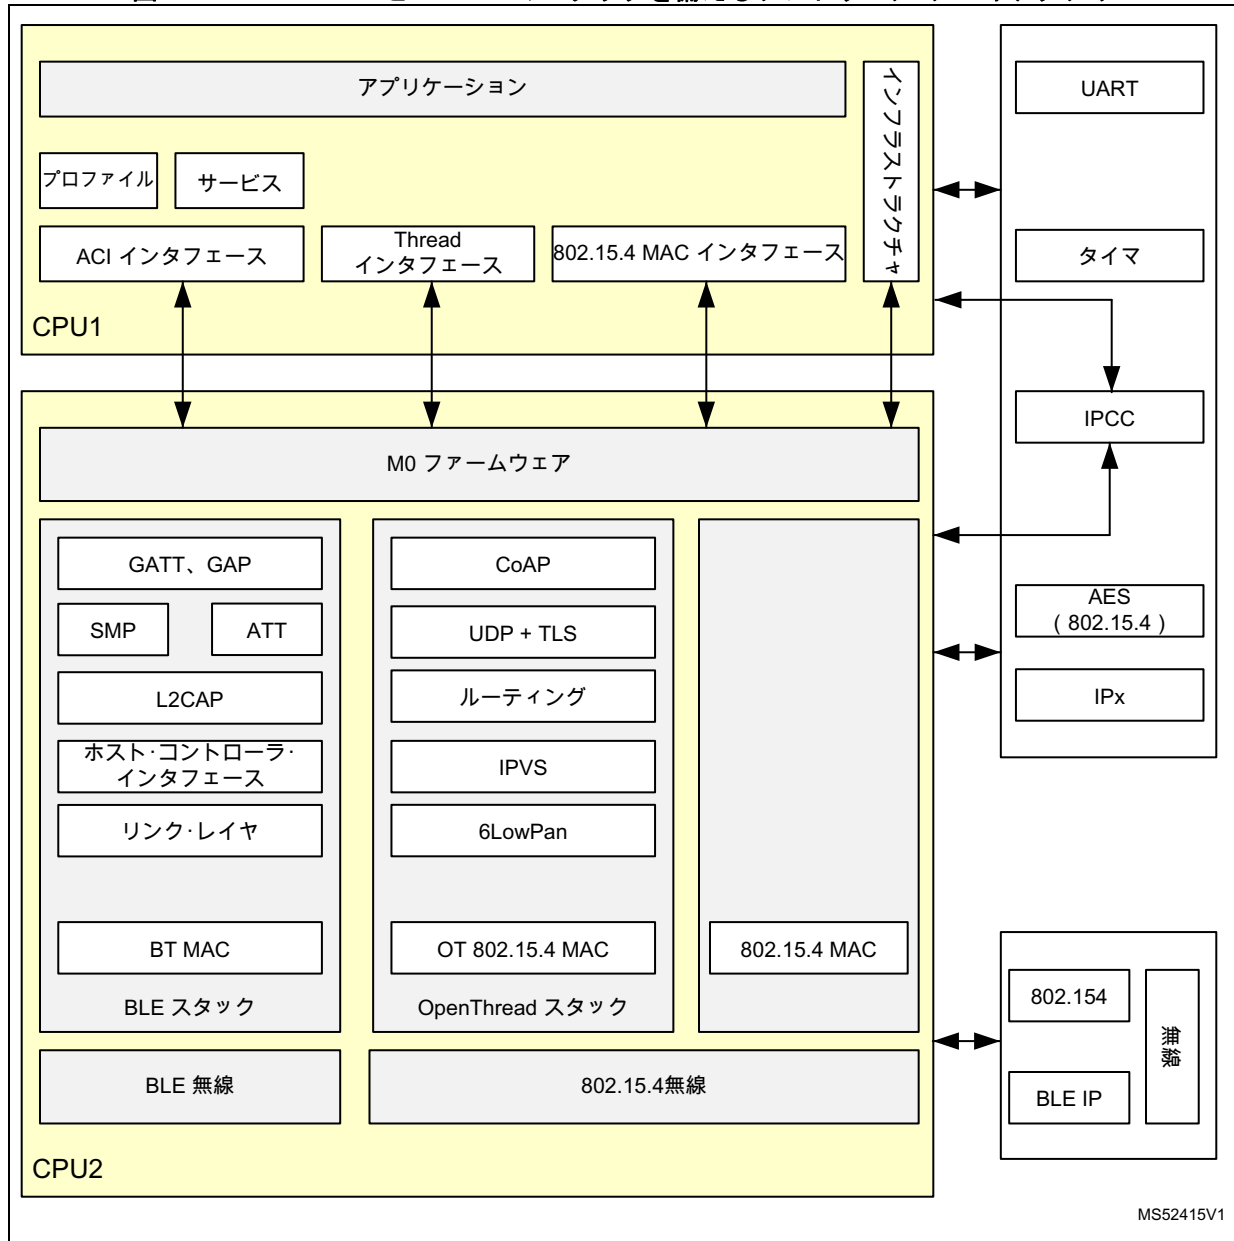 アプリケーション
インフラストラクチャ
プロファイル
サービス
ACI インタフェース
Thread
インタフェース
802.15.4 MAC インタフェース
CPU1
UART
タイマ
IPCC
AES
( 802.15.4 )
IPx
M0 ファームウェア
GATT、GAP
SMP
ATT
L2CAP
ホスト·コントローラ·
インタフェース
リンク·レイヤ
BT MAC
BLE スタック
CoAP
UDP + TLS
ルーティング
IPVS
6LowPan
OT 802.15.4 MAC
OpenThread スタック
802.15.4 MAC
BLE 無線
802.15.4無線
CPU2
802.154
BLE IP
無線
MS52415V1